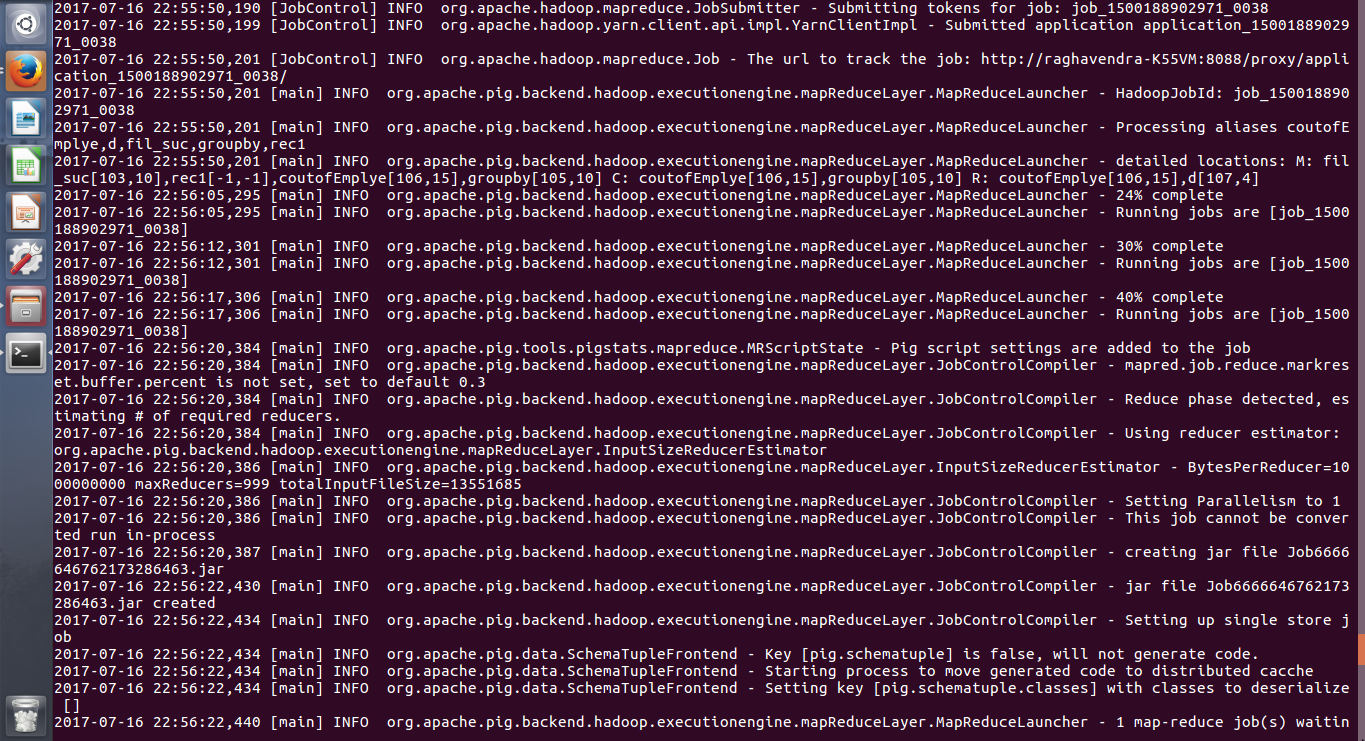 2017-07-16 22:55:50,190 [JobControl] INFO  org.apache.hadoop.mapreduce.JobSubmitter - Submitting tokens for job: job_1500188902971_0038
2017-07-16 22:55:50,199 [JobControl] INFO  org.apache.hadoop.yarn.client.api.impl.YarnClientImpl - Submitted application application_15001889029
71_0038
2017-07-16 22:55:50,201 [JobControl] INFO  org.apache.hadoop.mapreduce.Job - The url to track the job: http://raghavendra-K55VM:8088/proxy/appli
cation_1500188902971_0038/
2017-07-16 22:55:50,201 [main] INFO  org.apache.pig.backend.hadoop.executionengine.mapReduceLayer.MapReduceLauncher - HadoopJobId: job_150018890
2971_0038
2017-07-16 22:55:50,201 [main] INFO  org.apache.pig.backend.hadoop.executionengine.mapReduceLayer.MapReduceLauncher - Processing aliases coutofE
mplye,d,fil_suc,groupby,rec1
2017-07-16 22:55:50,201 [main] INFO  org.apache.pig.backend.hadoop.executionengine.mapReduceLayer.MapReduceLauncher - detailed locations: M: fil
_suc[103,10],rec1[-1,-1],coutofEmplye[106,15],groupby[105,10] C: coutofEmplye[106,15],groupby[105,10] R: coutofEmplye[106,15],d[107,4]
2017-07-16 22:56:05,295 [main] INFO  org.apache.pig.backend.hadoop.executionengine.mapReduceLayer.MapReduceLauncher - 24% complete
2017-07-16 22:56:05,295 [main] INFO  org.apache.pig.backend.hadoop.executionengine.mapReduceLayer.MapReduceLauncher - Running jobs are [job_1500
188902971_0038]
2017-07-16 22:56:12,301 [main] INFO  org.apache.pig.backend.hadoop.executionengine.mapReduceLayer.MapReduceLauncher - 30% complete
2017-07-16 22:56:12,301 [main] INFO  org.apache.pig.backend.hadoop.executionengine.mapReduceLayer.MapReduceLauncher - Running jobs are [job_1500
188902971_0038]
2017-07-16 22:56:17,306 [main] INFO  org.apache.pig.backend.hadoop.executionengine.mapReduceLayer.MapReduceLauncher - 40% complete
2017-07-16 22:56:17,306 [main] INFO  org.apache.pig.backend.hadoop.executionengine.mapReduceLayer.MapReduceLauncher - Running jobs are [job_1500
188902971_0038]
2017-07-16 22:56:20,384 [main] INFO  org.apache.pig.tools.pigstats.mapreduce.MRScriptState - Pig script settings are added to the job
2017-07-16 22:56:20,384 [main] INFO  org.apache.pig.backend.hadoop.executionengine.mapReduceLayer.JobControlCompiler - mapred.job.reduce.markres
et.buffer.percent is not set, set to default 0.3
2017-07-16 22:56:20,384 [main] INFO  org.apache.pig.backend.hadoop.executionengine.mapReduceLayer.JobControlCompiler - Reduce phase detected, es
timating # of required reducers.
2017-07-16 22:56:20,384 [main] INFO  org.apache.pig.backend.hadoop.executionengine.mapReduceLayer.JobControlCompiler - Using reducer estimator:
org.apache.pig.backend.hadoop.executionengine.mapReduceLayer.InputSizeReducerEstimator
2017-07-16 22:56:20,386 [main] INFO  org.apache.pig.backend.hadoop.executionengine.mapReduceLayer.InputSizeReducerEstimator - BytesPerReducer=10
00000000 maxReducers=999 totalInputFileSize=13551685
2017-07-16 22:56:20,386 [main] INFO  org.apache.pig.backend.hadoop.executionengine.mapReduceLayer.JobControlCompiler - Setting Parallelism to 1
2017-07-16 22:56:20,386 [main] INFO  org.apache.pig.backend.hadoop.executionengine.mapReduceLayer.JobControlCompiler - This job cannot be conver
ted run in-process
2017-07-16 22:56:20,387 [main] INFO  org.apache.pig.backend.hadoop.executionengine.mapReduceLayer.JobControlCompiler - creating jar file Job6666
646762173286463.jar
2017-07-16 22:56:22,430 [main] INFO  org.apache.pig.backend.hadoop.executionengine.mapReduceLayer.JobControlCompiler - jar file Job6666646762173
286463.jar created
2017-07-16 22:56:22,434 [main] INFO  org.apache.pig.backend.hadoop.executionengine.mapReduceLayer.JobControlCompiler - Setting up single store j
ob
2017-07-16 22:56:22,434 [main] INFO  org.apache.pig.data.SchemaTupleFrontend - Key [pig.schematuple] is false, will not generate code.
2017-07-16 22:56:22,434 [main] INFO  org.apache.pig.data.SchemaTupleFrontend - Starting process to move generated code to distributed cacche
2017-07-16 22:56:22,434 [main] INFO  org.apache.pig.data.SchemaTupleFrontend - Setting key [pig.schematuple.classes] with classes to deserialize
 []
2017-07-16 22:56:22,440 [main] INFO  org.apache.pig.backend.hadoop.executionengine.mapReduceLayer.MapReduceLauncher - 1 map-reduce job(s) waitin